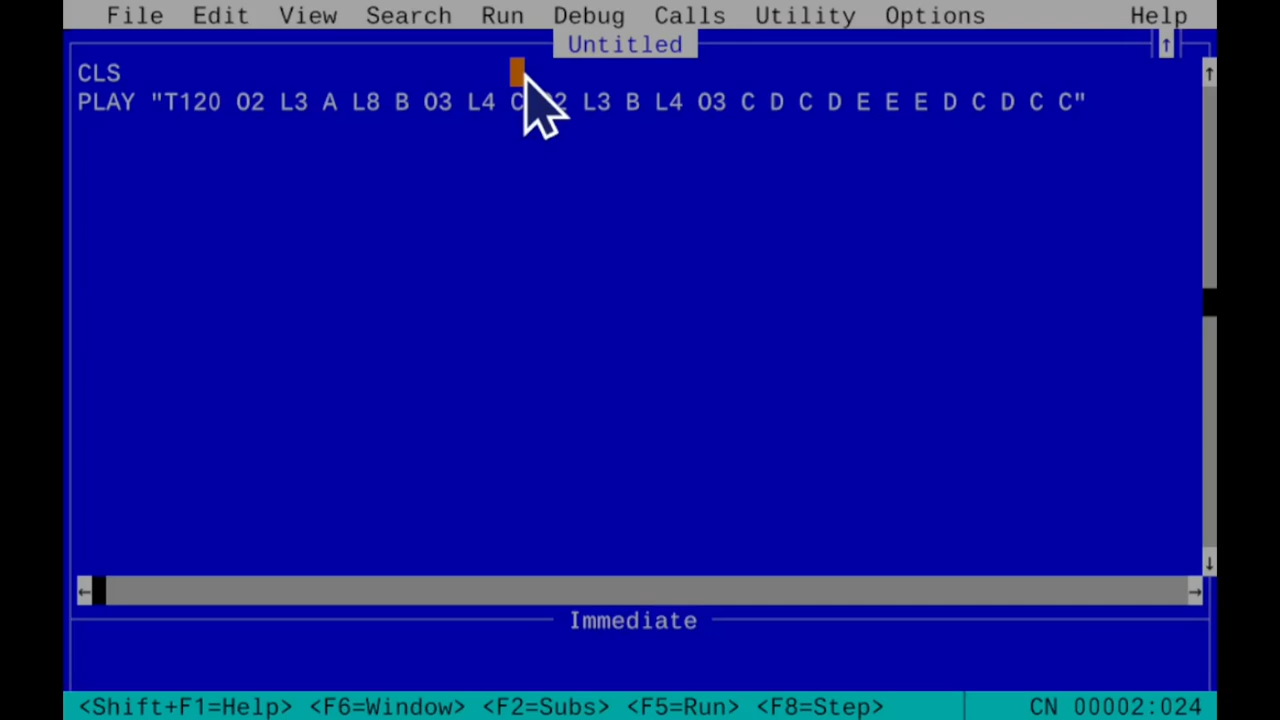 File Edit View Search Run Debug Calls Utility Options Help
Untitled
CLS
PLAY "T120 O2 L3 A L8 B O3 L4 C O2 L3 B L4 O3 C D C D E E E D C D C C"
Immediate
<Shift+F1=Help> <F6=Window> <F2=Subs> <F5=Run> <F8=Step> CN 00002:024